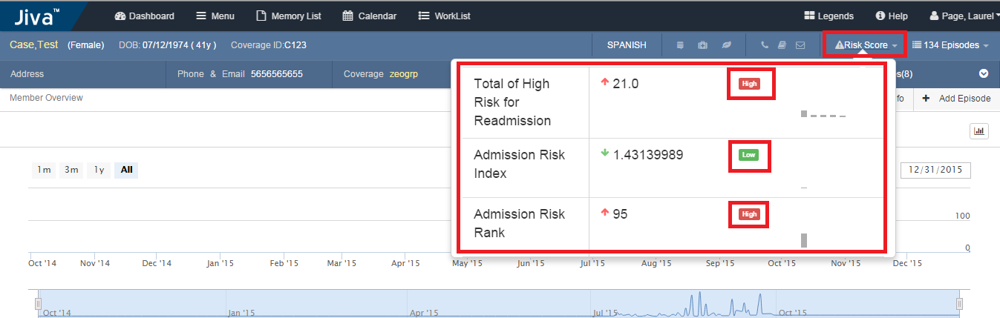 Jiva™ Dashboard Menu Memory List Calendar WorkList Legends Help Page, Laurel
Case,Test (Female) DOB: 07/12/1974 ( 41y ) Coverage ID:C123 SPANISH Risk Score 134 Episodes
Address Phone & Email 5656565655 Coverage zeogrp s(8)
Member Overview fo + Add Episode
Total of High
Risk for
Readmission
21.0 High
Admission Risk
Index
1.43139989 Low
Admission Risk
Rank
95 High
1m 3m 1y All 12/31/2015
100
0
Oct '14 Nov '14 Dec '14 Jan '15 Feb '15 Mar '15 Apr '15 May '15 Jun '15 Jul '15 Aug '15 Sep '15 Oct '15 Nov '15 Dec '15
Oct '14 Jan '15 Apr '15 Jul '15 Oct '15